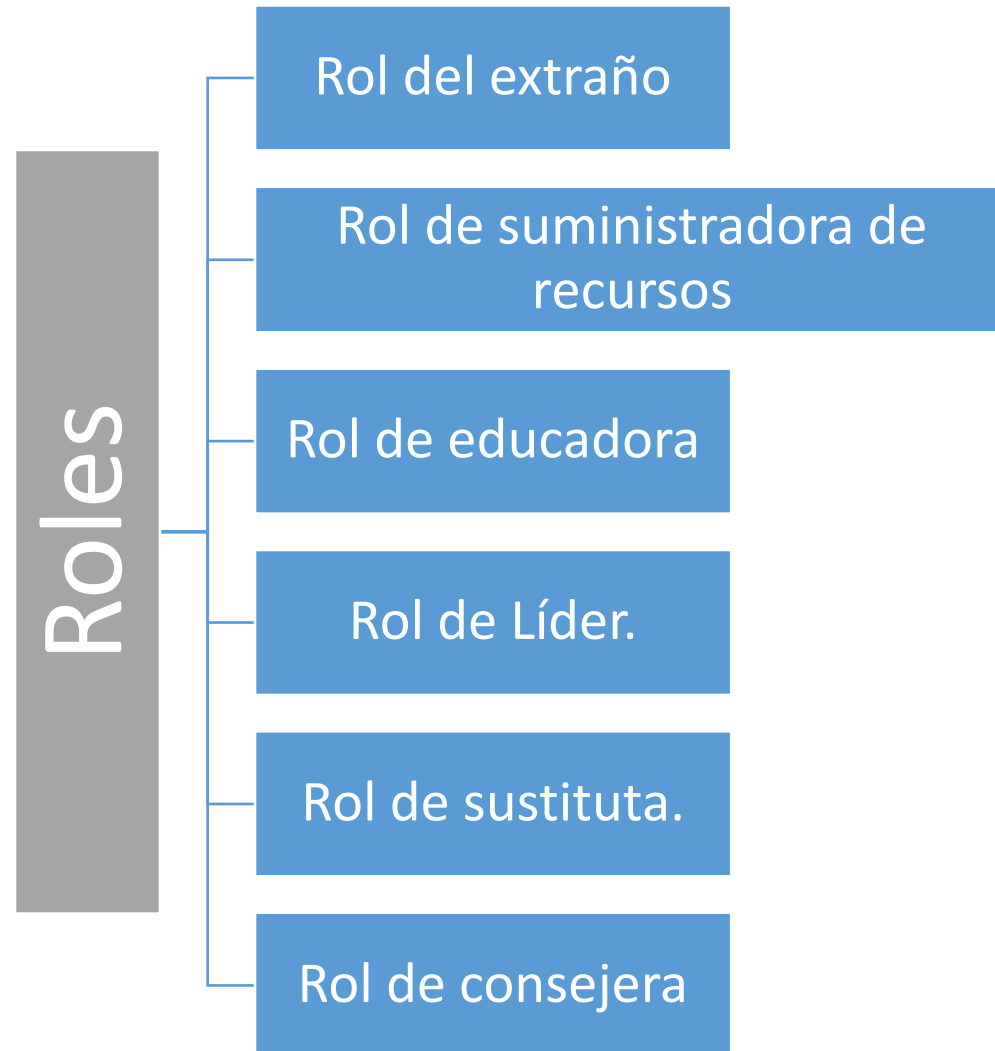 Roles
Rol del extraño
Rol de suministradora de
recursos
Rol de educadora
Rol de Líder.
Rol de sustituta.
Rol de consejera